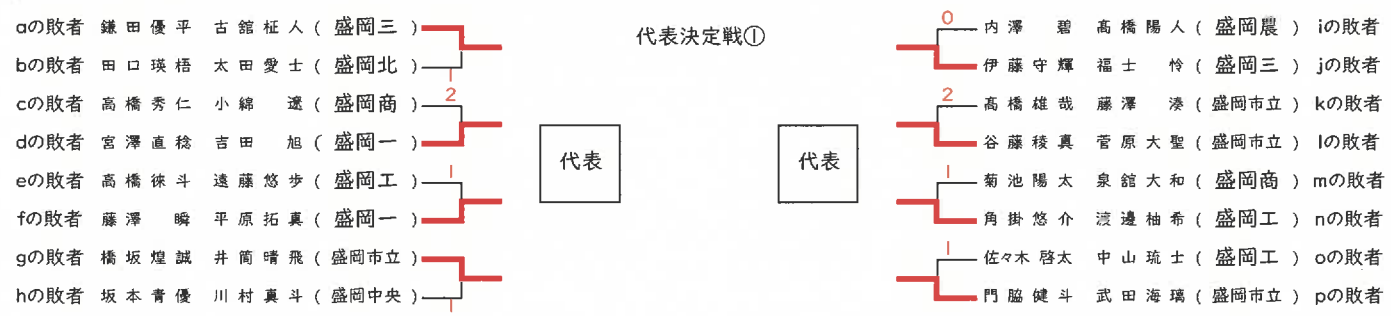 代表決定戦①
aの敗者 鎌田優平 古舘柾人(盛岡三)
bの敗者 田口瑛梧 太田愛士(盛岡北) 1
cの敗者 高橋秀仁 小綿 遼(盛岡商) 2
dの敗者 宮澤直稔 吉田 旭(盛岡一)
eの敗者 高橋徠斗 遠藤悠歩(盛岡工) 1
fの敗者 藤澤 瞬 平原拓真(盛岡一)
gの敗者 橋坂煌誠 井筒晴飛(盛岡市立)
hの敗者 坂本青優 川村真斗(盛岡中央) 1
代表
代表
0 内澤 碧 髙橋陽人(盛岡農) iの敗者
伊藤守輝 福士 怜(盛岡三) jの敗者
2 髙橋雄哉 藤澤 湊(盛岡市立) kの敗者
谷藤稜真 菅原大聖(盛岡市立) lの敗者
1 菊池陽太 泉舘大和(盛岡商) mの敗者
角掛悠介 渡邉柚希(盛岡工) nの敗者
1 佐々木啓太 中山琉士(盛岡工) oの敗者
門脇健斗 武田海璃(盛岡市立) pの敗者